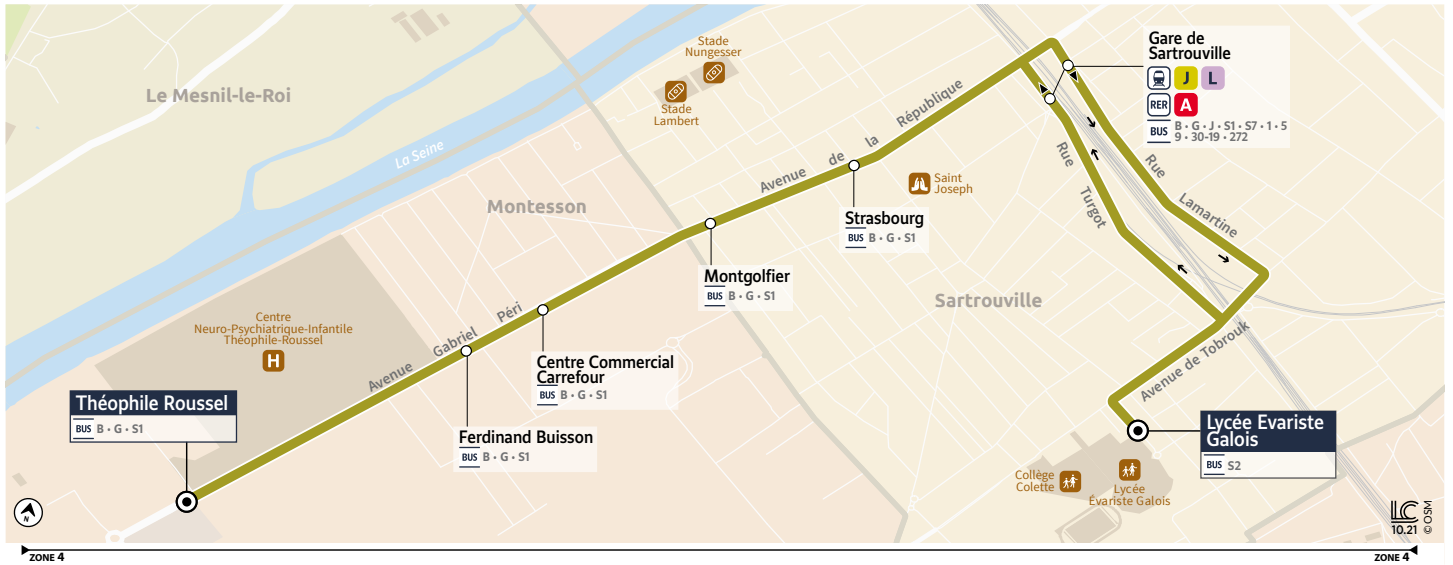 Stade
Nungesser
Stade
Lambert
Le Mesnil-le-Roi
La Seine
Montesson
Avenue de la République
Gare de
Sartrouville
J L
RER A
BUS B • G • J • S1 • S7 • 1 • 5
9 • 30-19 • 272
Rue Turgot
Rue Lamartine
Saint
Joseph
Strasbourg
BUS B • G • S1
Montgolfier
BUS B • G • S1
Sartrouville
Centre
Neuro-Psychiatrique-Infantile
Théophile-Roussel
H
Avenue Gabriel Péri
Centre Commercial
Carrefour
BUS B • G • S1
Avenue de Tobrouk
Théophile Roussel
BUS B • G • S1
Ferdinand Buisson
BUS B • G • S1
Lycée Evariste
Galois
BUS S2
Collège
Colette
Lycée
Évariste Galois
N
LC
10.21
© OSM
ZONE 4
ZONE 4